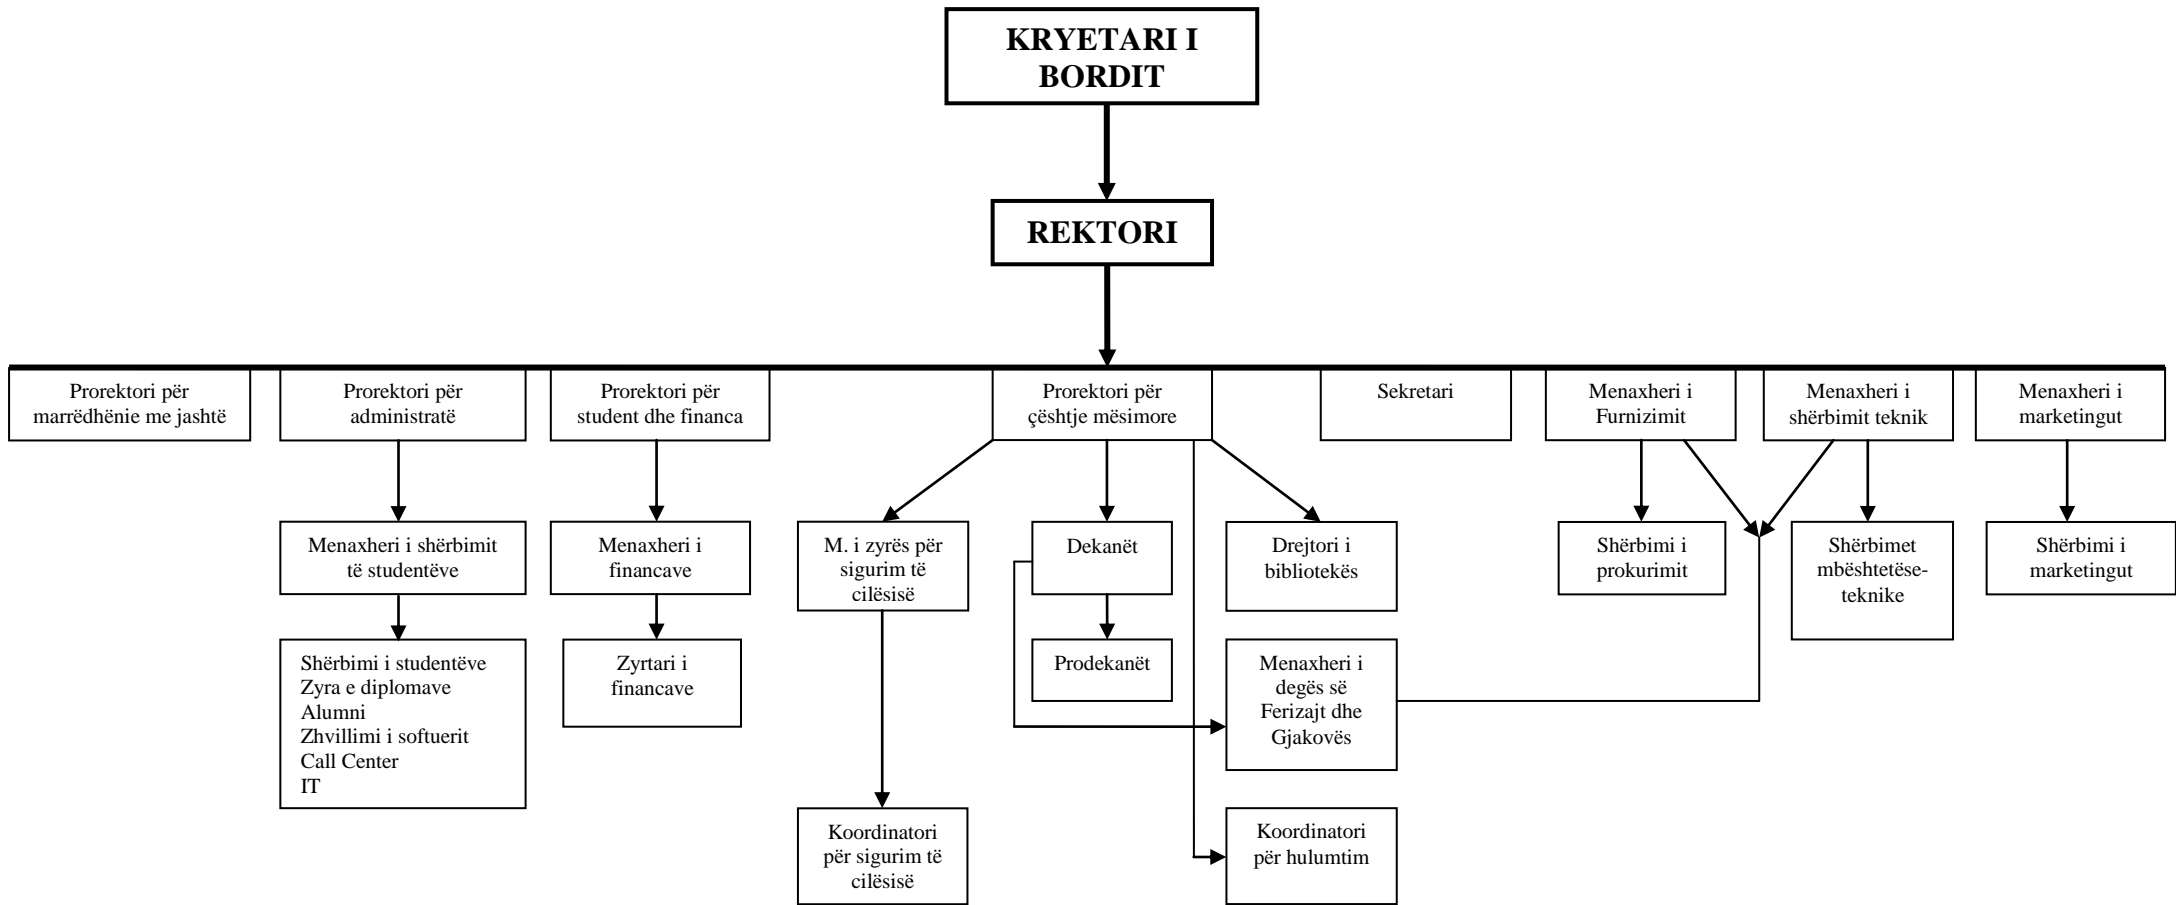 KRYETARI I
BORDIT
REKTORI
Prorektori për
marrëdhënie me jashtë
Prorektori për
administratë
Prorektori për
student dhe financa
Prorektori për
çështje mësimore
Sekretari
Menaxheri i
Furnizimit
Menaxheri i
shërbimit teknik
Menaxheri i
marketingut
Menaxheri i shërbimit
të studentëve
Menaxheri i
financave
M. i zyrës për
sigurim të
cilësisë
Dekanët
Drejtori i
bibliotekës
Shërbimi i
prokurimit
Shërbimet
mbështetëse-
teknike
Shërbimi i
marketingut
Shërbimi i studentëve
Zyra e diplomave
Alumni
Zhvillimi i softuerit
Call Center
IT
Zyrtari i
financave
Prodekanët
Menaxheri i
degës së
Ferizajt dhe
Gjakovës
Koordinatori
për sigurim të
cilësisë
Koordinatori
për hulumtim